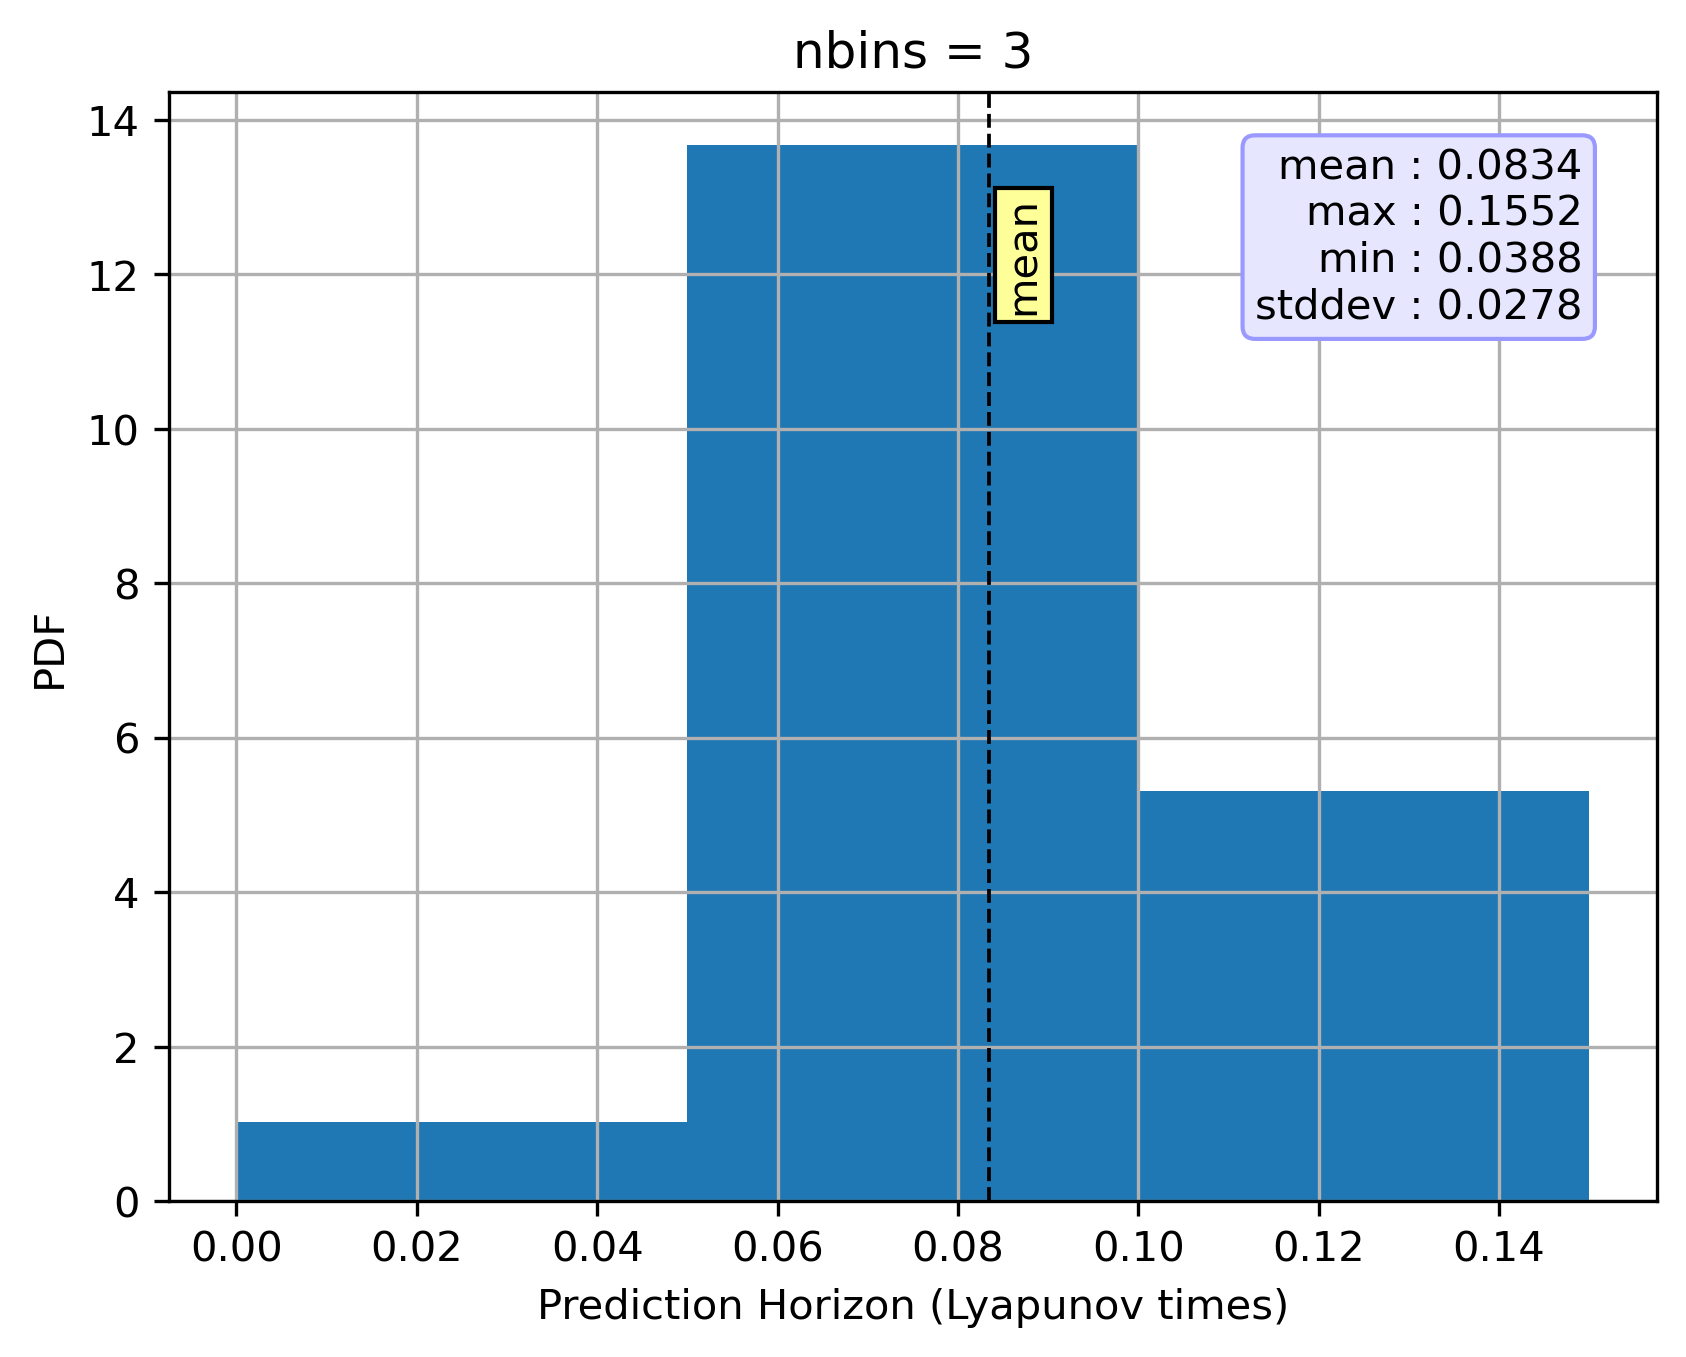 nbins = 3
14
12
10
8
6
4
2
0
PDF
mean
mean : 0.0834
max : 0.1552
min : 0.0388
stddev : 0.0278
0.00 0.02 0.04 0.06 0.08 0.10 0.12 0.14
Prediction Horizon (Lyapunov times)